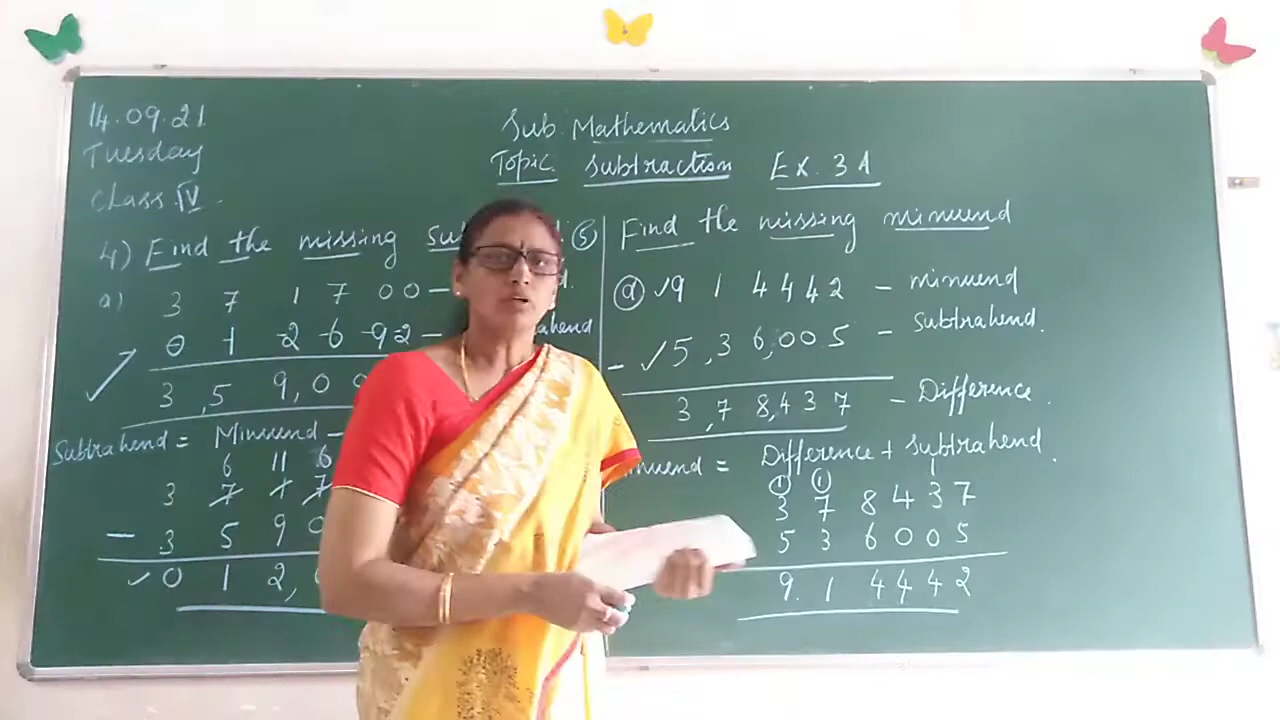 14.09.21
Tuesday
Class IV.
Sub: Mathematics
Topic: Subtraction Ex. 3A
4) Find the missing
a) 3 7 1 7 0 0 –
✓ 0 1 2 6 9 2 –
3,5 9,0 0
Subtrahend = Minuend –
6 11 6
3 7 1 7
– 3 5 9 0
✓ 0 1 2,
⑤ Find the missing minuend
ⓐ ✓9 1 4 4 4 2 – minuend
– ✓5,3 6,00 5 – Subtrahend.
3,7 8,4 3 7 – Difference.
= Difference + Subtrahend.
① ① 1
3 7 8 4 3 7
5 3 6 0 0 5
9. 1 4 4 4 2